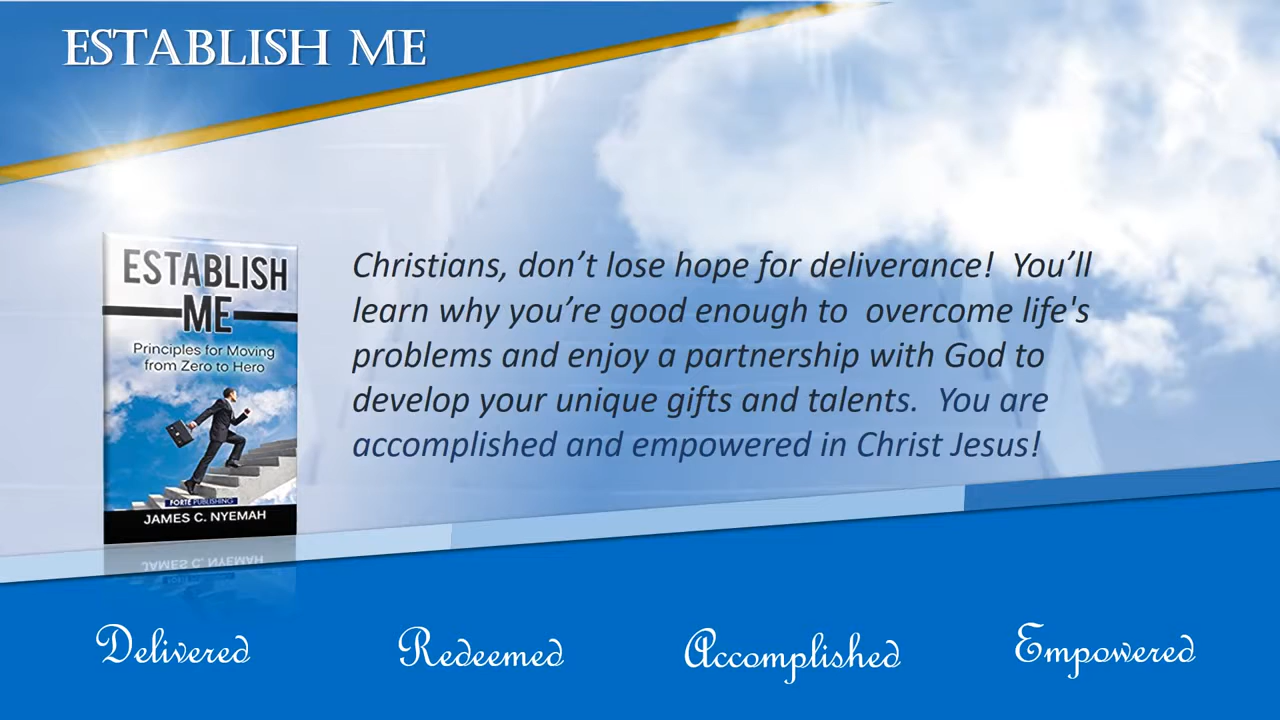 ESTABLISH ME
ESTABLISH
ME
Principles for Moving
from Zero to Hero
FORTE PUBLISHING
JAMES C. NYEMAH
Christians, don’t lose hope for deliverance!  You’ll
learn why you’re good enough to  overcome life's
problems and enjoy a partnership with God to
develop your unique gifts and talents.  You are
accomplished and empowered in Christ Jesus!
Delivered
Redeemed
Accomplished
Empowered